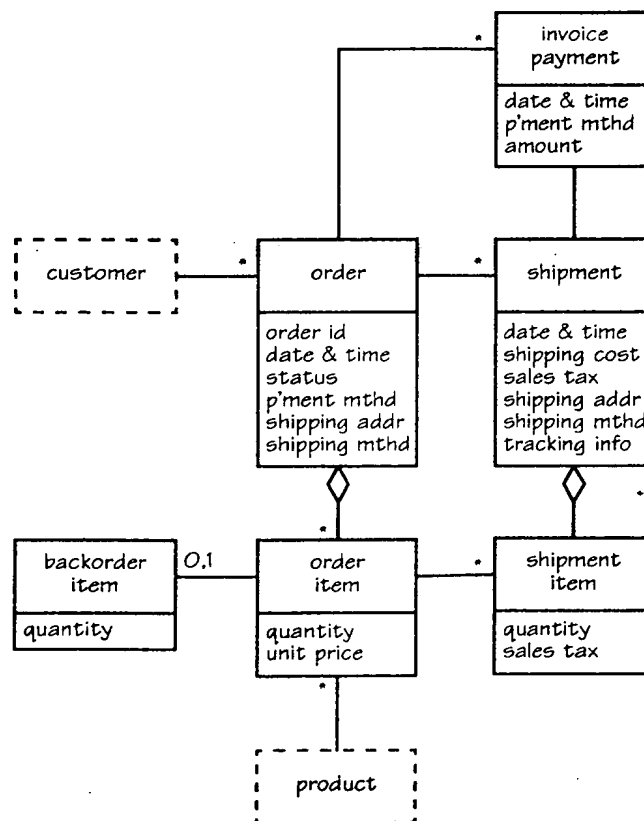 *
invoice
payment
date & time
p'ment mthd
amount
customer
*
order
*
shipment
order id
date & time
status
p'ment mthd
shipping addr
shipping mthd
date & time
shipping cost
sales tax
shipping addr
shipping mthd
tracking info
*
*
backorder
item
0,1
order
item
*
shipment
item
quantity
quantity
unit price
quantity
sales tax
*
product